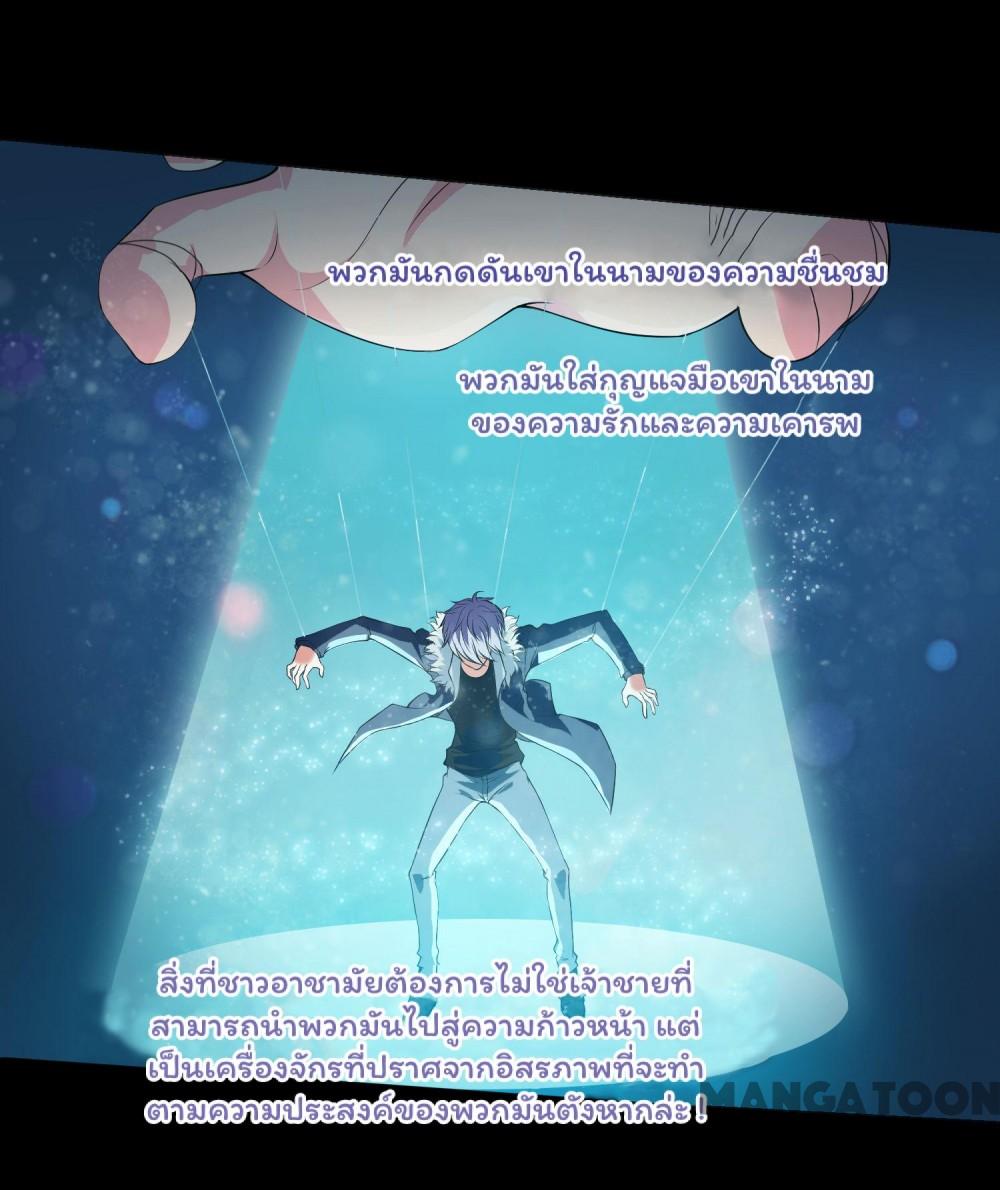 พวกมันกดดันเขาในนามของความชื่นชม
พวกมันใส่กุญแจมือเขาในนาม
ของความรักและความเคารพ
สิ่งที่ชาวอาชามัยต้องการไม่ใช่เจ้าชายที่
สามารถนำพวกมันไปสู่ความก้าวหน้า แต่
เป็นเครื่องจักรที่ปราศจากอิสรภาพที่จะทำ
ตามความประสงค์ของพวกมันตังหากล่ะ !
MANGATOON